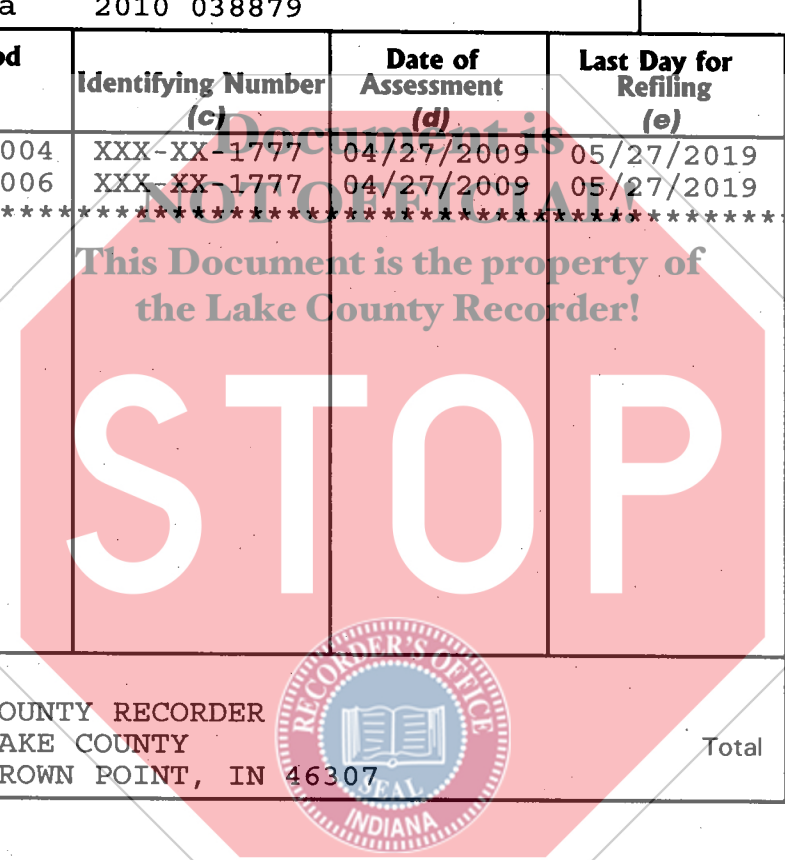 a 2010 038879
od Identifying Number (c) Date of Assessment (d) Last Day for Refiling (e)
004 XXX-XX-1777 04/27/2009 05/27/2019
006 XXX-XX-1777 04/27/2009 05/27/2019
*************************************************
Document is
NOT OFFICIAL!
This Document is the property of
the Lake County Recorder!
STOP
OUNTY RECORDER
AKE COUNTY
ROWN POINT, IN 46307
Total
RECORDER'S OFFICE
SEAL
INDIANA